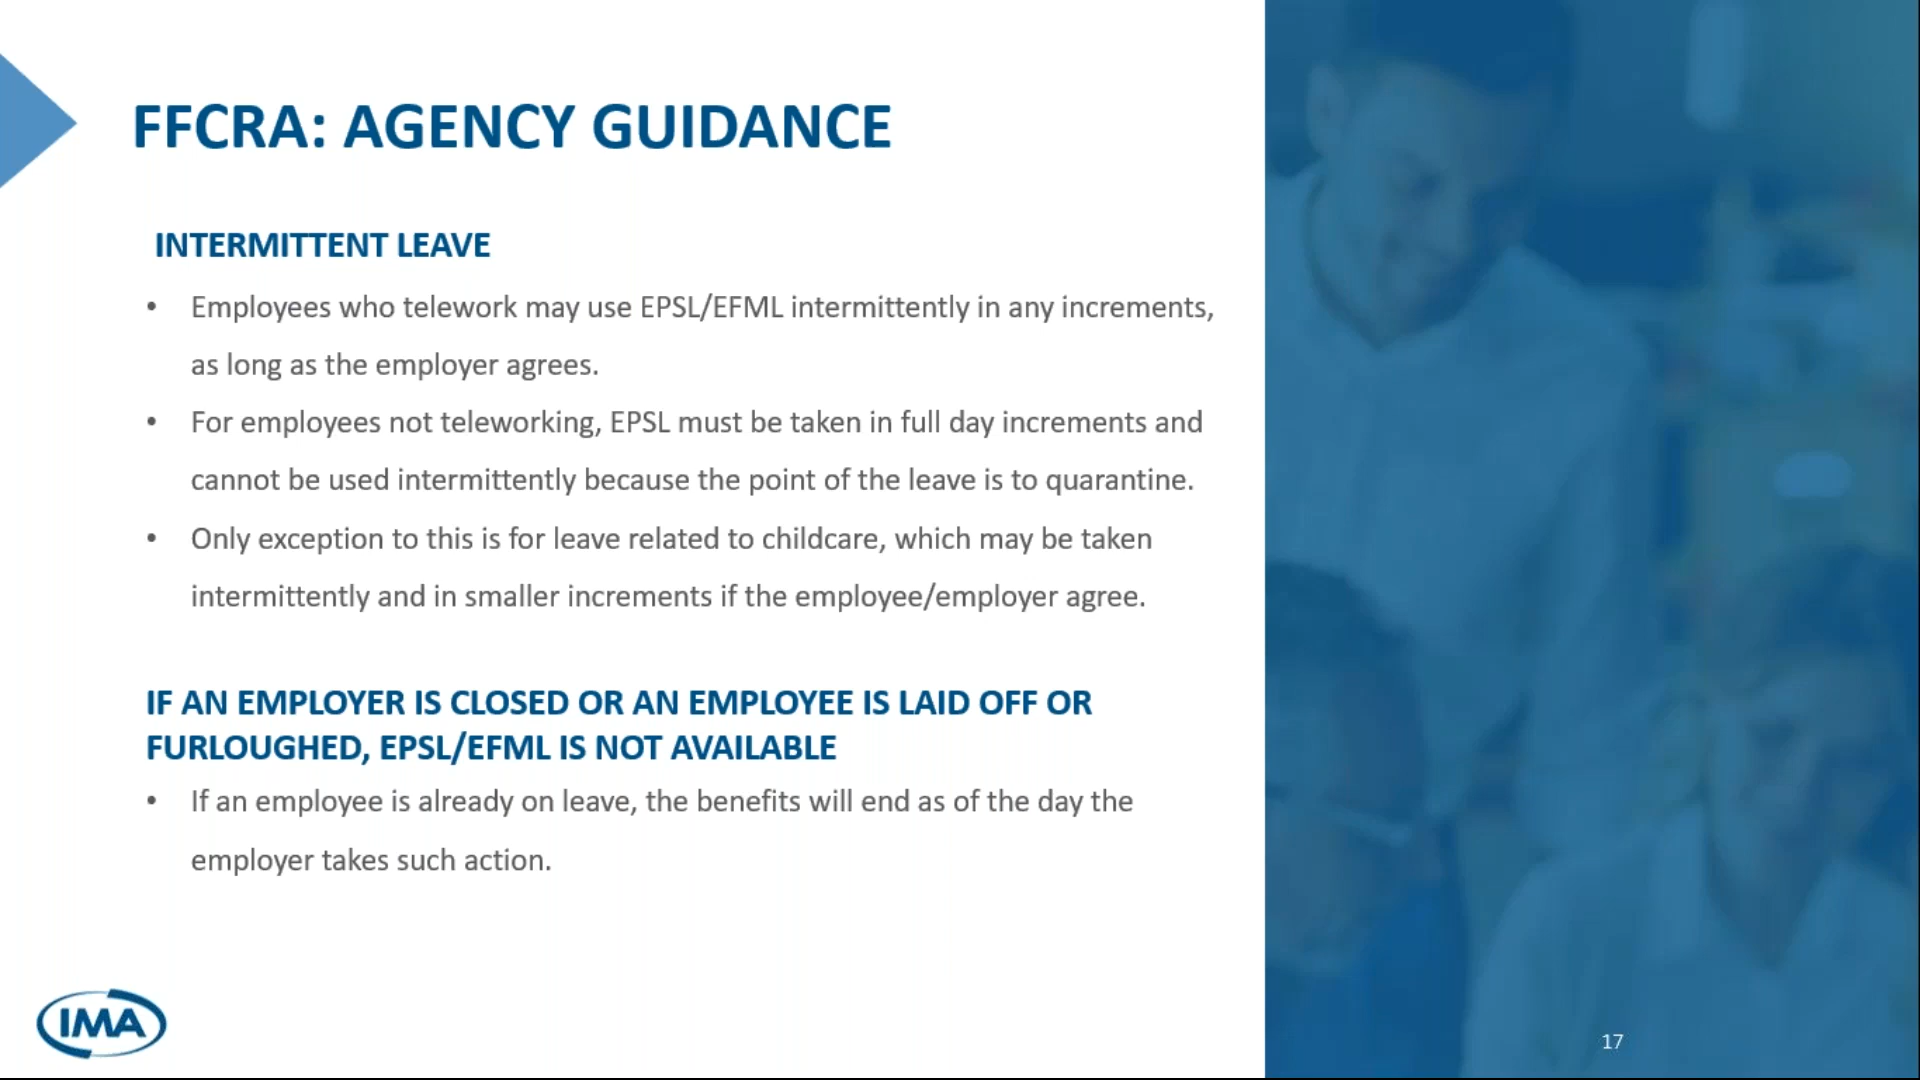 FFCRA: AGENCY GUIDANCE
INTERMITTENT LEAVE
• Employees who telework may use EPSL/EFML intermittently in any increments,
as long as the employer agrees.
• For employees not teleworking, EPSL must be taken in full day increments and
cannot be used intermittently because the point of the leave is to quarantine.
• Only exception to this is for leave related to childcare, which may be taken
intermittently and in smaller increments if the employee/employer agree.
IF AN EMPLOYER IS CLOSED OR AN EMPLOYEE IS LAID OFF OR
FURLOUGHED, EPSL/EFML IS NOT AVAILABLE
• If an employee is already on leave, the benefits will end as of the day the
employer takes such action.
IMA
17